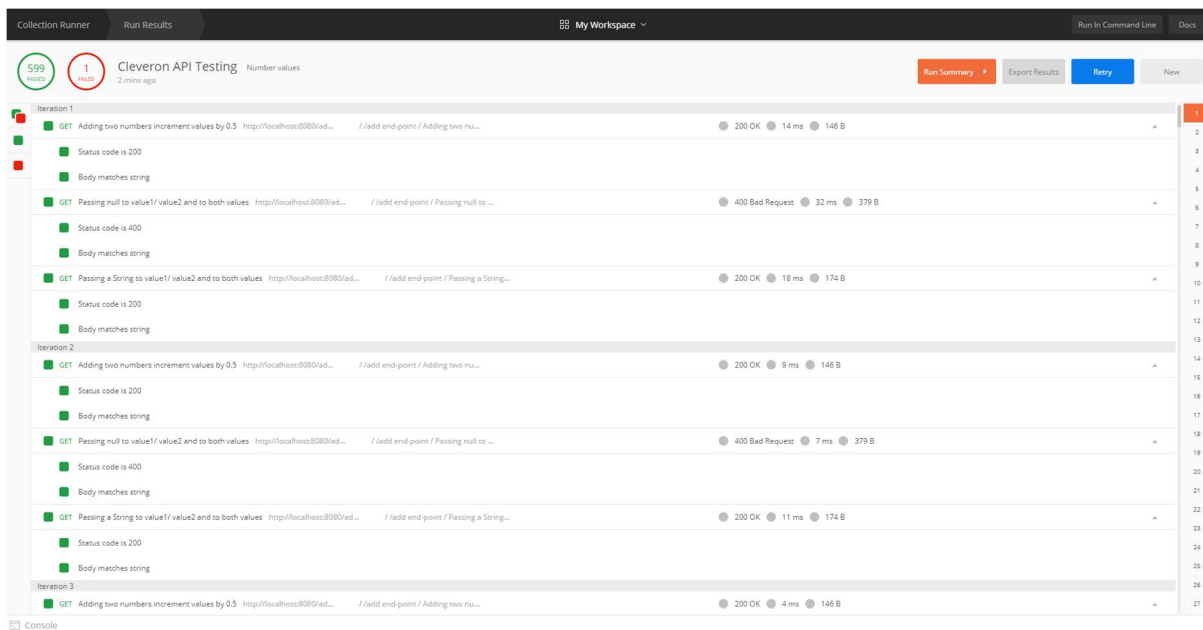 Collection Runner Run Results My Workspace Run In Command Line Docs
599 PASSED 1 FAILED Cleveron API Testing Number values
2 mins ago
Run Summary Export Results Retry New
Iteration 1
GET Adding two numbers increment values by 0.5 http://localhost:8080/ad... / /add end-point / Adding two nu... 200 OK 14 ms 146 B
Status code is 200
Body matches string
GET Passing null to value1/ value2 and to both values http://localhost:8080/ad... / /add end-point / Passing null to ... 400 Bad Request 32 ms 379 B
Status code is 400
Body matches string
GET Passing a String to value1/ value2 and to both values http://localhost:8080/ad... / /add end-point / Passing a String... 200 OK 18 ms 174 B
Status code is 200
Body matches string
Iteration 2
GET Adding two numbers increment values by 0.5 http://localhost:8080/ad... / /add end-point / Adding two nu... 200 OK 9 ms 146 B
Status code is 200
Body matches string
GET Passing null to value1/ value2 and to both values http://localhost:8080/ad... / /add end-point / Passing null to ... 400 Bad Request 7 ms 379 B
Status code is 400
Body matches string
GET Passing a String to value1/ value2 and to both values http://localhost:8080/ad... / /add end-point / Passing a String... 200 OK 11 ms 174 B
Status code is 200
Body matches string
Iteration 3
GET Adding two numbers increment values by 0.5 http://localhost:8080/ad... / /add end-point / Adding two nu... 200 OK 4 ms 146 B
1
2
3
4
5
6
7
8
9
10
11
12
13
14
15
16
17
18
19
20
21
22
23
24
25
26
27
Console